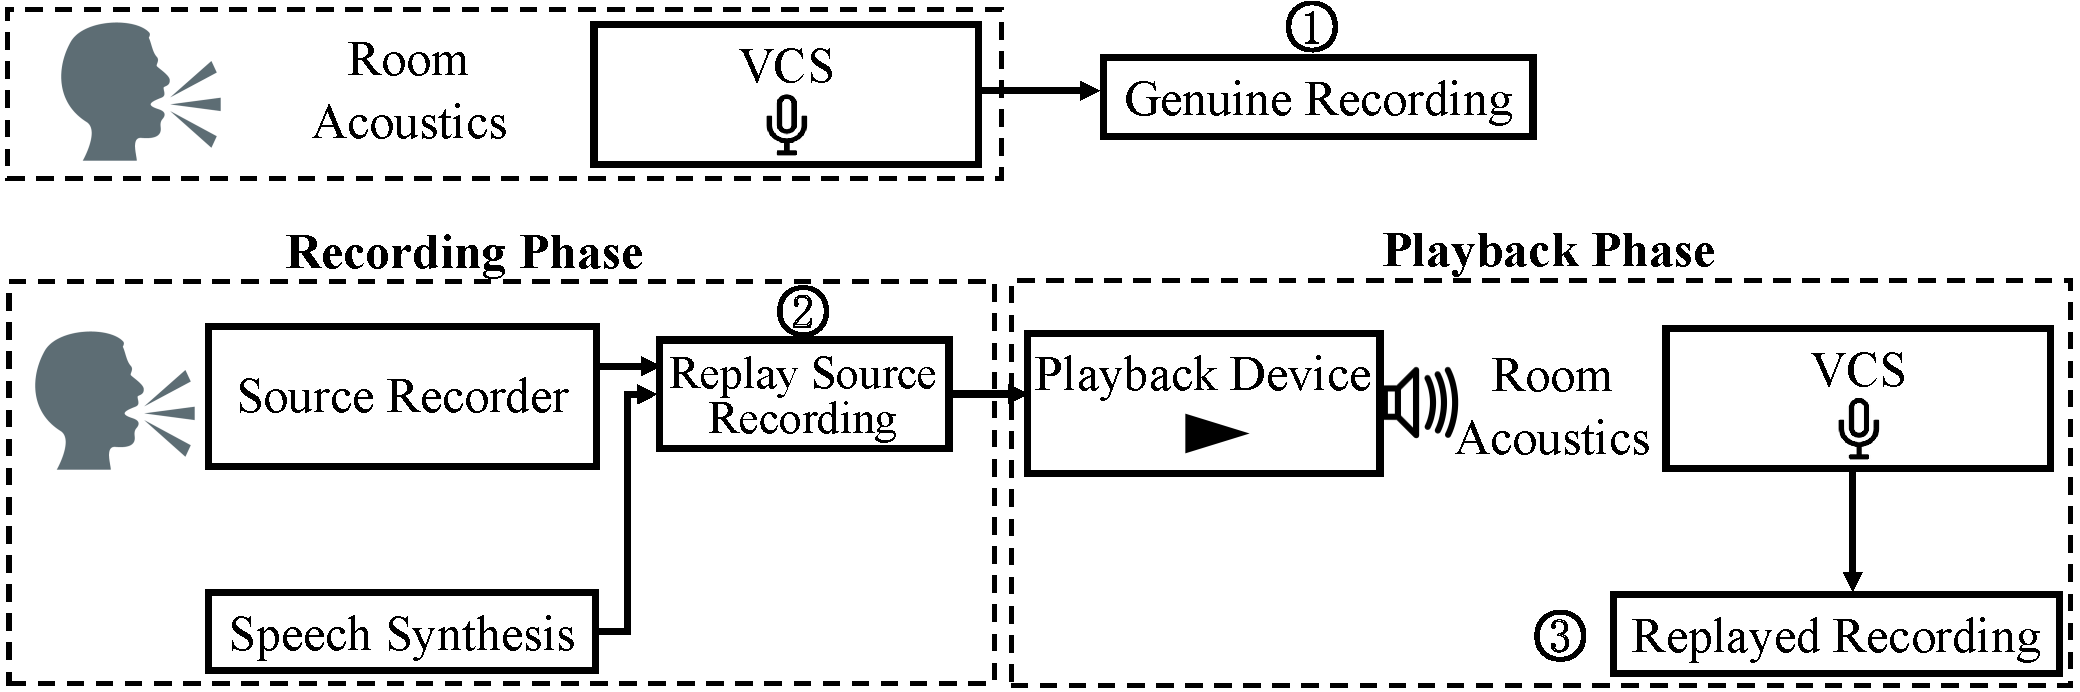 ①
Room
Acoustics
VCS
Genuine Recording
Recording Phase
Playback Phase
②
Source Recorder
Replay Source
Recording
Speech Synthesis
Playback Device
Room
Acoustics
VCS
③
Replayed Recording